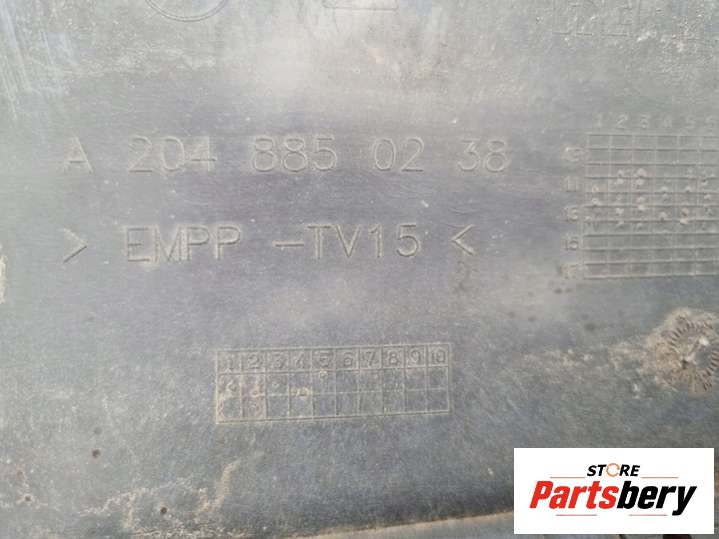 A 204 885 02 38
> EMPP -TV15 <
1 2 3 4 5 6 7 8 9 10
STORE
Partsbery